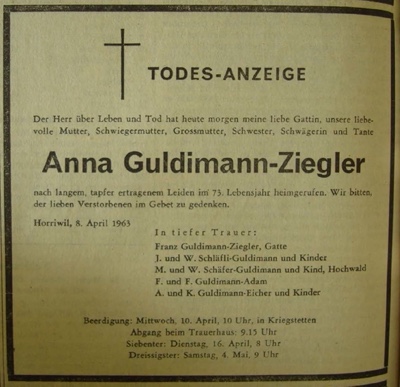 TODES-ANZEIGE
Der Herr über Leben und Tod hat heute morgen meine liebe Gattin, unsere liebe-
volle Mutter, Schwiegermutter, Grossmutter, Schwester, Schwägerin und Tante
Anna Guldimann-Ziegler
nach langem, tapfer ertragenem Leiden im 73. Lebensjahr heimgerufen. Wir bitten,
der lieben Verstorbenen im Gebet zu gedenken.
Horriwil, 8. April 1963
In tiefer Trauer:
Franz Guldimann-Ziegler, Gatte
J. und W. Schläfli-Guldimann und Kinder
M. und W. Schäfer-Guldimann und Kind, Hochwald
F. und F. Guldimann-Adam
A. und K. Guldimann-Eicher und Kinder
Beerdigung: Mittwoch, 10. April, 10 Uhr, in Kriegstetten
Abgang beim Trauerhause: 9.15 Uhr
Siebenter: Dienstag, 16. April, 8 Uhr
Dreissigster: Samstag, 4. Mai, 9 Uhr